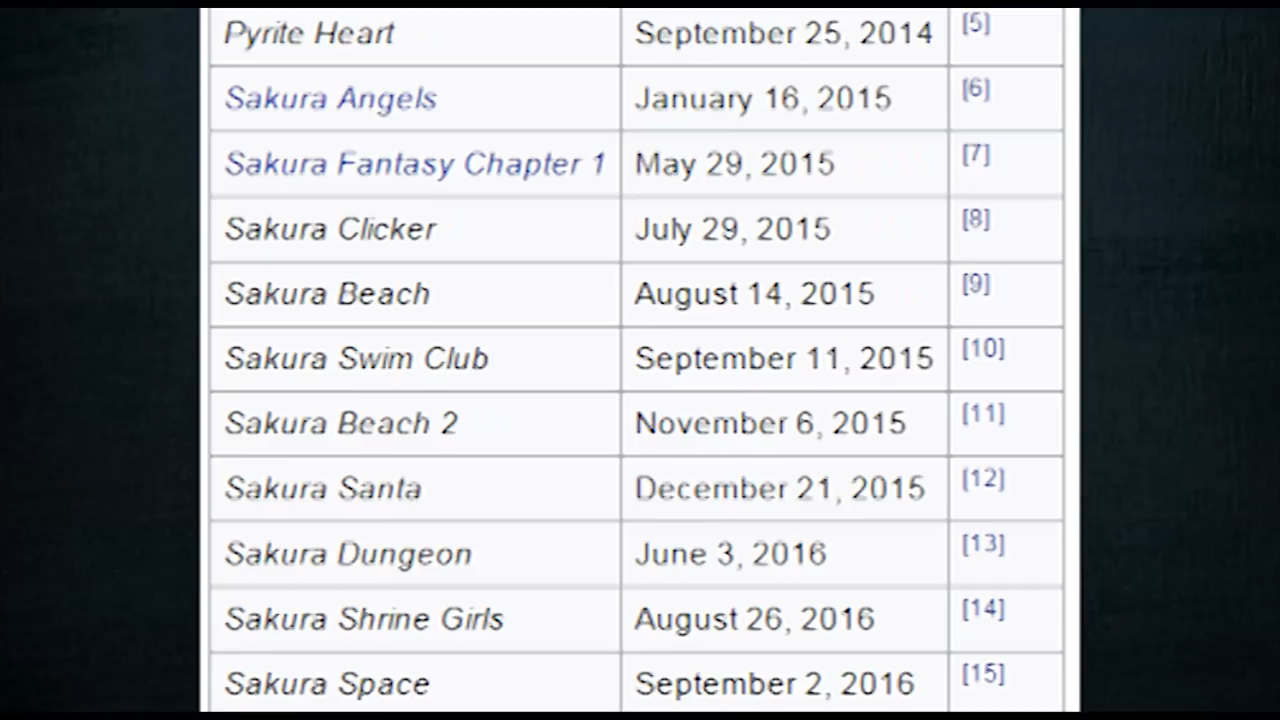 Pyrite Heart September 25, 2014 [5]
Sakura Angels January 16, 2015 [6]
Sakura Fantasy Chapter 1 May 29, 2015 [7]
Sakura Clicker July 29, 2015 [8]
Sakura Beach August 14, 2015 [9]
Sakura Swim Club September 11, 2015 [10]
Sakura Beach 2 November 6, 2015 [11]
Sakura Santa December 21, 2015 [12]
Sakura Dungeon June 3, 2016 [13]
Sakura Shrine Girls August 26, 2016 [14]
Sakura Space September 2, 2016 [15]